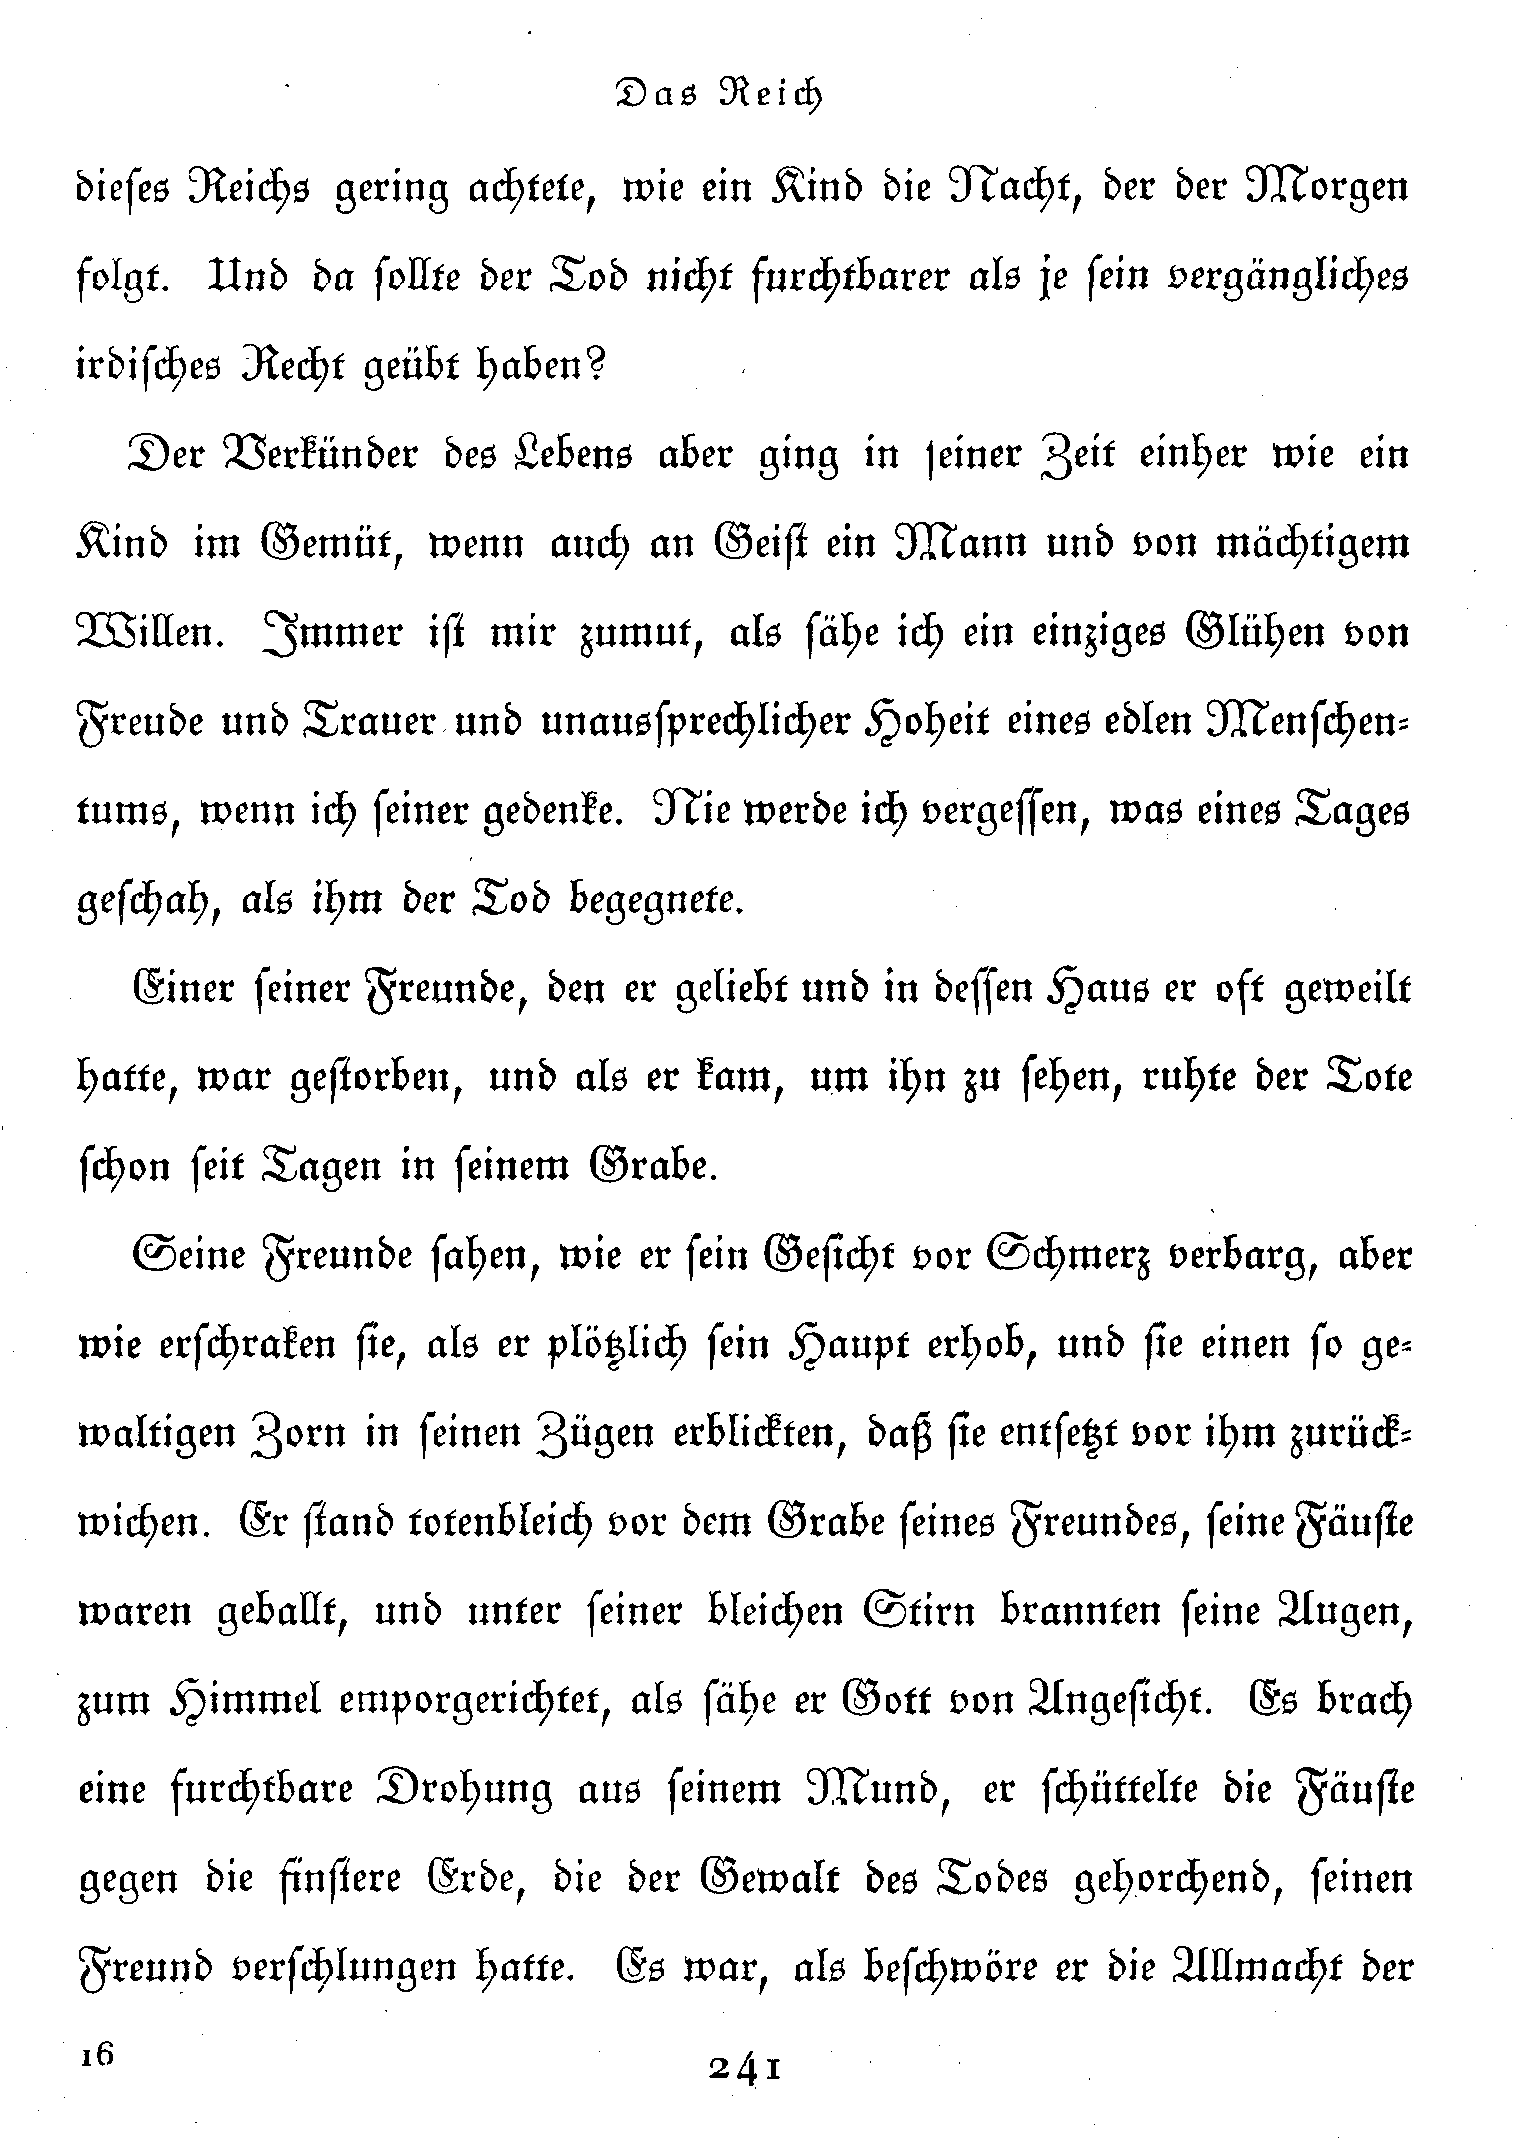 Das Reich
dieſes Reichs gering achtete, wie ein Kind die Nacht, der der Morgen
folgt. Und da ſollte der Tod nicht furchtbarer als je ſein vergängliches
irdiſches Recht geübt haben?
Der Verkünder des Lebens aber ging in ſeiner Zeit einher wie ein
Kind im Gemüt, wenn auch an Geiſt ein Mann und von mächtigem
Willen. Immer iſt mir zumut, als ſähe ich ein einziges Glühen von
Freude und Trauer und unausſprechlicher Hoheit eines edlen Menſchen-
tums, wenn ich ſeiner gedenke. Nie werde ich vergeſſen, was eines Tages
geſchah, als ihm der Tod begegnete.
Einer ſeiner Freunde, den er geliebt und in deſſen Haus er oft geweilt
hatte, war geſtorben, und als er kam, um ihn zu ſehen, ruhte der Tote
ſchon ſeit Tagen in ſeinem Grabe.
Seine Freunde ſahen, wie er ſein Geſicht vor Schmerz verbarg, aber
wie erſchraken ſie, als er plötzlich ſein Haupt erhob, und ſie einen ſo ge-
waltigen Zorn in ſeinen Zügen erblickten, daß ſie entſetzt vor ihm zurück-
wichen. Er ſtand totenbleich vor dem Grabe ſeines Freundes, ſeine Fäuſte
waren geballt, und unter ſeiner bleichen Stirn brannten ſeine Augen,
zum Himmel emporgerichtet, als ſähe er Gott von Angeſicht. Es brach
eine furchtbare Drohung aus ſeinem Mund, er ſchüttelte die Fäuſte
gegen die finſtere Erde, die der Gewalt des Todes gehorchend, ſeinen
Freund verſchlungen hatte. Es war, als beſchwöre er die Allmacht der
16
241